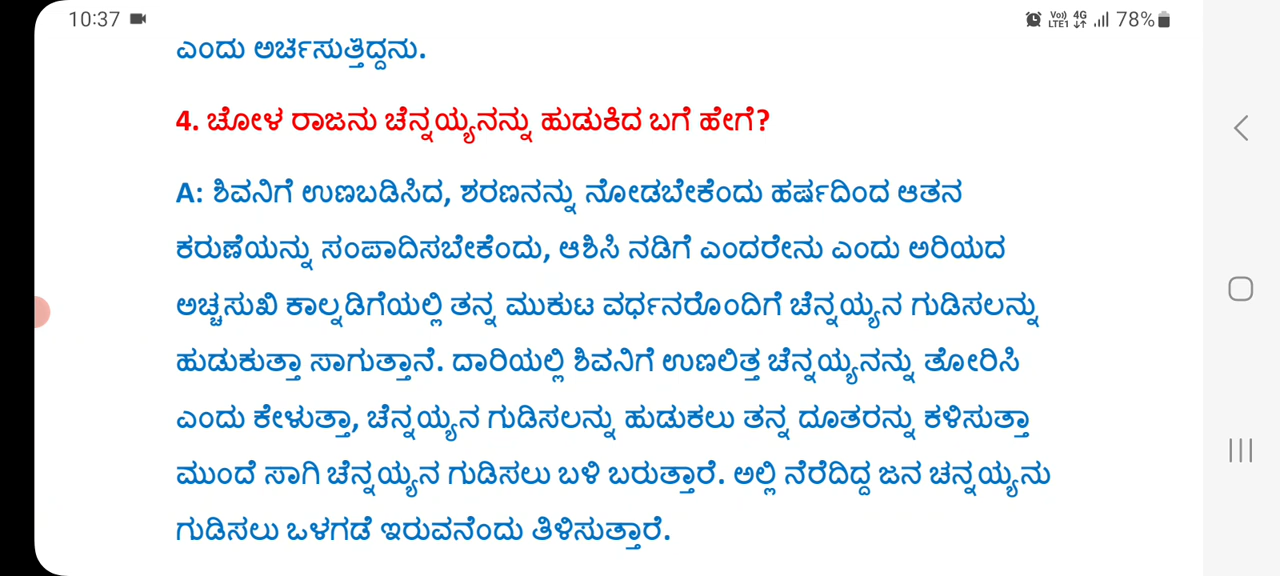 10:37 Vo)) 4G LTE1 78%
ಎಂದು ಅರ್ಚಿಸುತ್ತಿದ್ದನು.
4. ಚೋಳ ರಾಜನು ಚೆನ್ನಯ್ಯನನ್ನು ಹುಡುಕಿದ ಬಗೆ ಹೇಗೆ?
A: ಶಿವನಿಗೆ ಉಣಬಡಿಸಿದ, ಶರಣನನ್ನು ನೋಡಬೇಕೆಂದು ಹರ್ಷದಿಂದ ಆತನ
ಕರುಣೆಯನ್ನು ಸಂಪಾದಿಸಬೇಕೆಂದು, ಆಶಿಸಿ ನಡಿಗೆ ಎಂದರೇನು ಎಂದು ಅರಿಯದ
ಅಚ್ಚಸುಖಿ ಕಾಲ್ನಡಿಗೆಯಲ್ಲಿ ತನ್ನ ಮುಕುಟ ವರ್ಧನರೊಂದಿಗೆ ಚೆನ್ನಯ್ಯನ ಗುಡಿಸಲನ್ನು
ಹುಡುಕುತ್ತಾ ಸಾಗುತ್ತಾನೆ. ದಾರಿಯಲ್ಲಿ ಶಿವನಿಗೆ ಉಣಲಿತ್ತ ಚೆನ್ನಯ್ಯನನ್ನು ತೋರಿಸಿ
ಎಂದು ಕೇಳುತ್ತಾ, ಚೆನ್ನಯ್ಯನ ಗುಡಿಸಲನ್ನು ಹುಡುಕಲು ತನ್ನ ದೂತರನ್ನು ಕಳಿಸುತ್ತಾ
ಮುಂದೆ ಸಾಗಿ ಚೆನ್ನಯ್ಯನ ಗುಡಿಸಲು ಬಳಿ ಬರುತ್ತಾರೆ. ಅಲ್ಲಿ ನೆರೆದಿದ್ದ ಜನ ಚನ್ನಯ್ಯನು
ಗುಡಿಸಲು ಒಳಗಡೆ ಇರುವನೆಂದು ತಿಳಿಸುತ್ತಾರೆ.